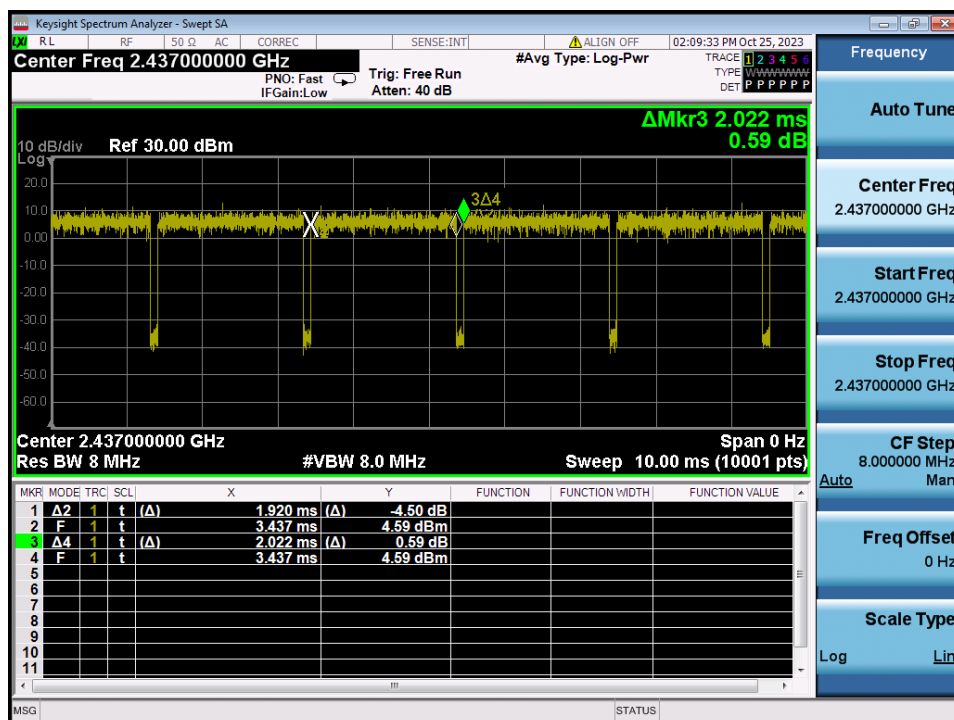 Keysight Spectrum Analyzer - Swept SA
LXI RL RF 50 Ω AC CORREC SENSE:INT ALIGN OFF 02:09:33 PM Oct 25, 2023
Center Freq 2.437000000 GHz
PNO: Fast
IFGain:Low
Trig: Free Run
Atten: 40 dB
#Avg Type: Log-Pwr
TRACE 1 2 3 4 5 6
TYPE WWWWWW
DET P P P P P P
ΔMkr3 2.022 ms
0.59 dB
10 dB/div Ref 30.00 dBm
Log
20.0
10.0
0.00
-10.0
-20.0
-30.0
-40.0
-50.0
-60.0
3Δ4
X
Center 2.437000000 GHz Span 0 Hz
Res BW 8 MHz #VBW 8.0 MHz Sweep 10.00 ms (10001 pts)
MKR MODE TRC SCL X Y FUNCTION FUNCTION WIDTH FUNCTION VALUE
1 Δ2 1 t (Δ) 1.920 ms (Δ) -4.50 dB
2 F 1 t 3.437 ms 4.59 dBm
3 Δ4 1 t (Δ) 2.022 ms (Δ) 0.59 dB
4 F 1 t 3.437 ms 4.59 dBm
5
6
7
8
9
10
11
MSG STATUS
Frequency
Auto Tune
Center Freq
2.437000000 GHz
Start Freq
2.437000000 GHz
Stop Freq
2.437000000 GHz
CF Step
8.000000 MHz
Auto Man
Freq Offset
0 Hz
Scale Type
Log Lin